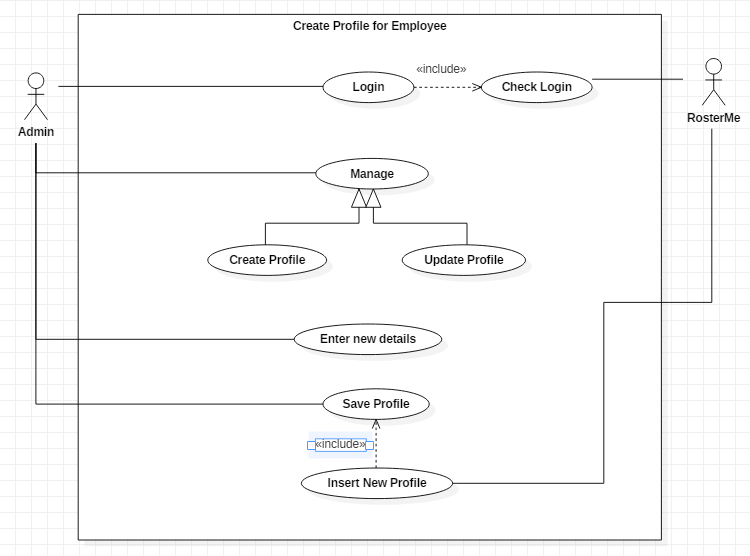 Create Profile for Employee
«include»
Login
Check Login
Admin
RosterMe
Manage
Create Profile
Update Profile
Enter new details
Save Profile
«include»
Insert New Profile